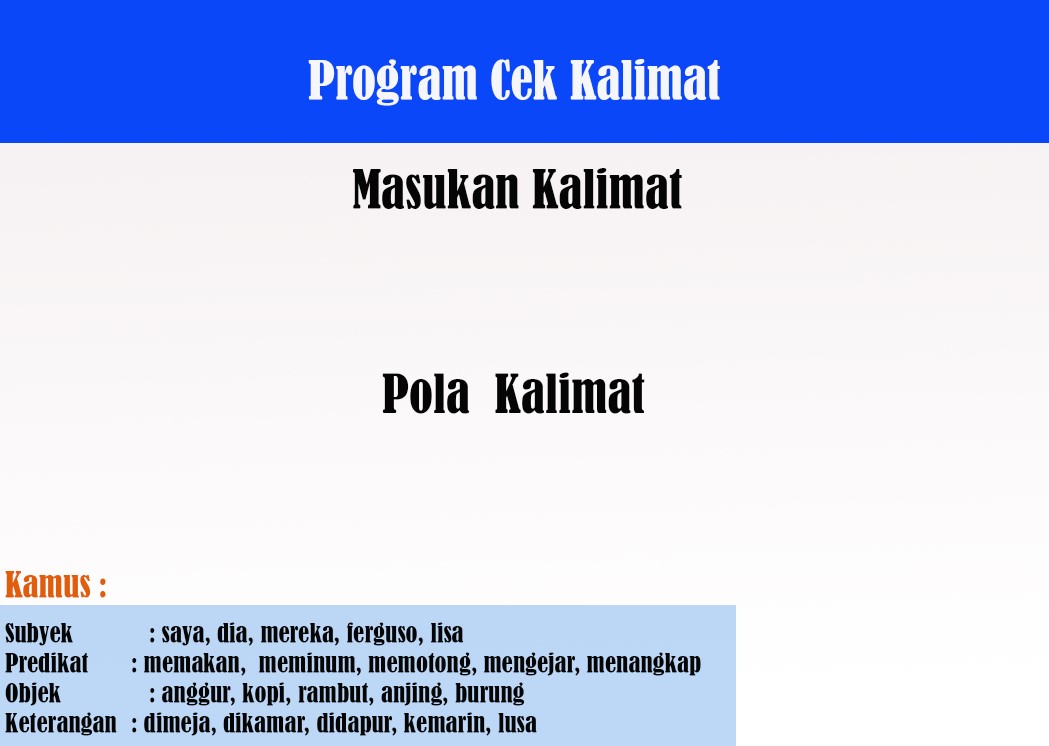 Program Cek Kalimat
Masukan Kalimat
Pola Kalimat
Kamus :
Subyek : saya, dia, mereka, ferguso, lisa
Predikat : memakan, meminum, memotong, mengejar, menangkap
Objek : anggur, kopi, rambut, anjing, burung
Keterangan : dimeja, dikamar, didapur, kemarin, lusa